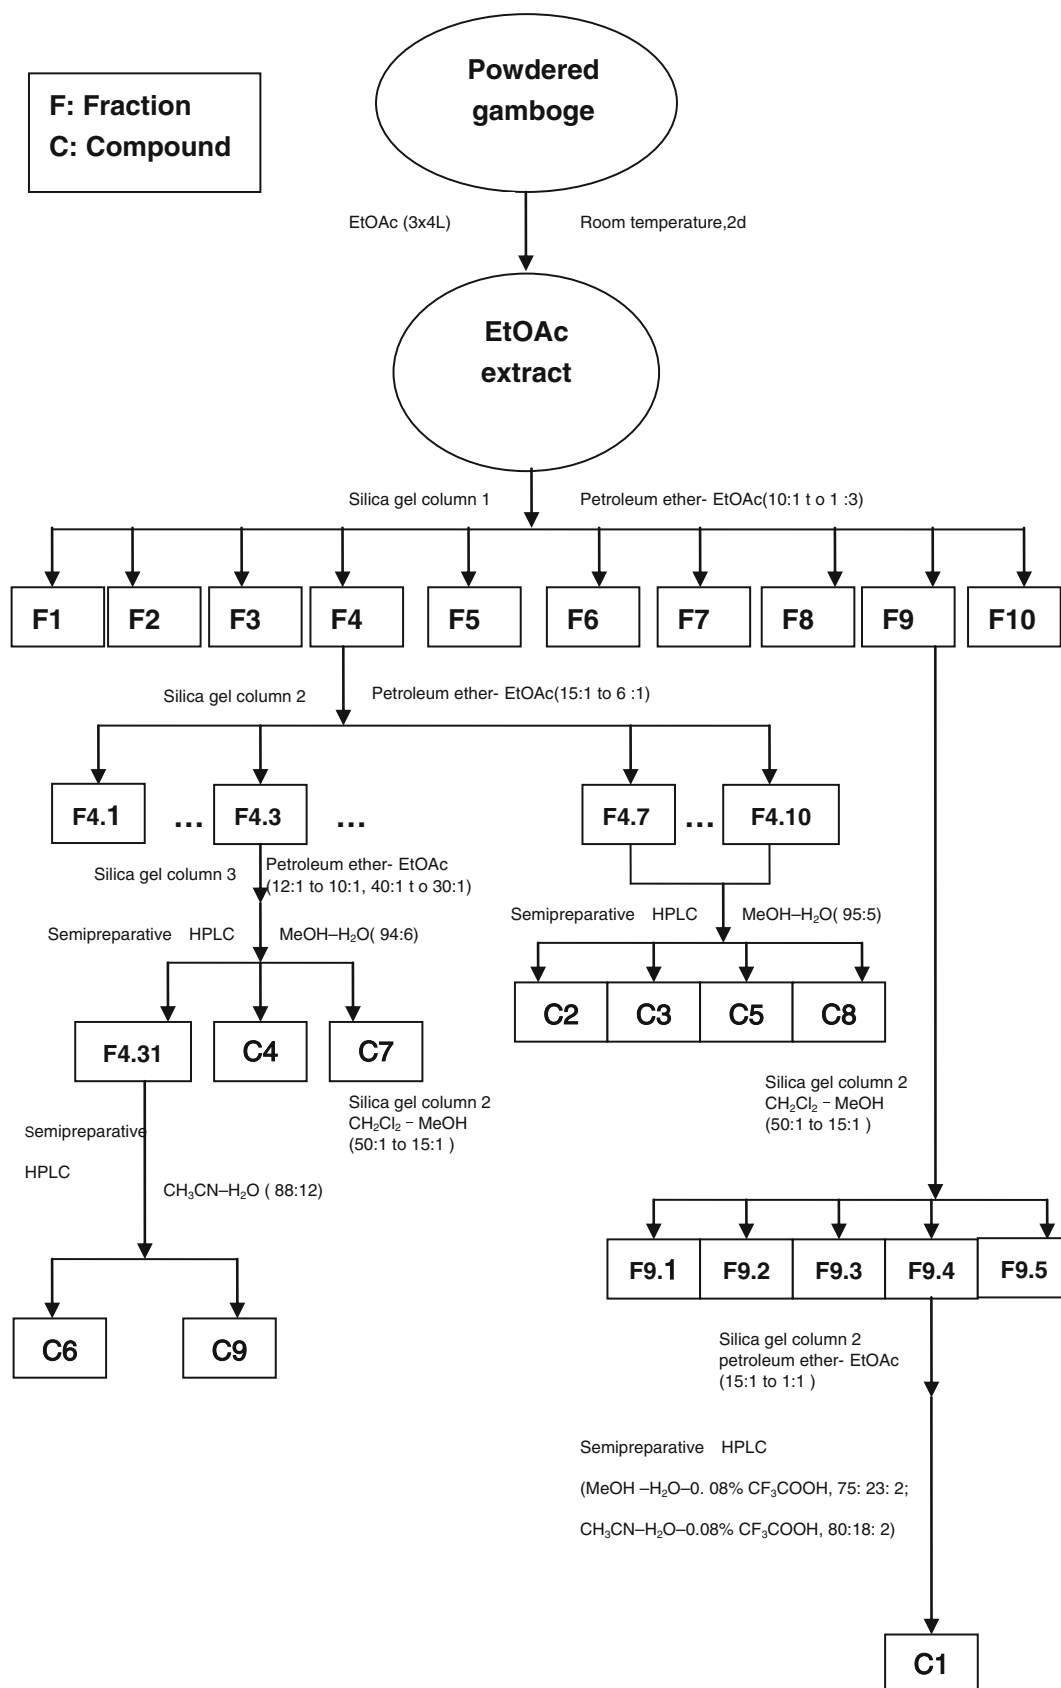 Powdered
gamboge
F: Fraction
C: Compound
EtOAc (3x4L)
Room temperature,2d
EtOAc
extract
Silica gel column 1
Petroleum ether- EtOAc(10:1 t o 1 :3)
F1
F2
F3
F4
F5
F6
F7
F8
F9
F10
Silica gel column 2
Petroleum ether- EtOAc(15:1 to 6 :1)
F4.1
...
F4.3
...
F4.7
...
F4.10
Silica gel column 3
Petroleum ether- EtOAc
(12:1 to 10:1, 40:1 t o 30:1)
Semipreparative HPLC
MeOH–H₂O( 94:6)
Semipreparative HPLC
MeOH–H₂O( 95:5)
C2
C3
C5
C8
F4.31
C4
C7
Silica gel column 2
CH₂Cl₂ – MeOH
(50:1 to 15:1 )
Silica gel column 2
CH₂Cl₂ – MeOH
(50:1 to 15:1 )
Semipreparative
HPLC
CH₃CN–H₂O ( 88:12)
F9.1
F9.2
F9.3
F9.4
F9.5
C6
C9
Silica gel column 2
petroleum ether- EtOAc
(15:1 to 1:1 )
Semipreparative HPLC
(MeOH –H₂O–0. 08% CF₃COOH, 75: 23: 2;
CH₃CN–H₂O–0.08% CF₃COOH, 80:18: 2)
C1